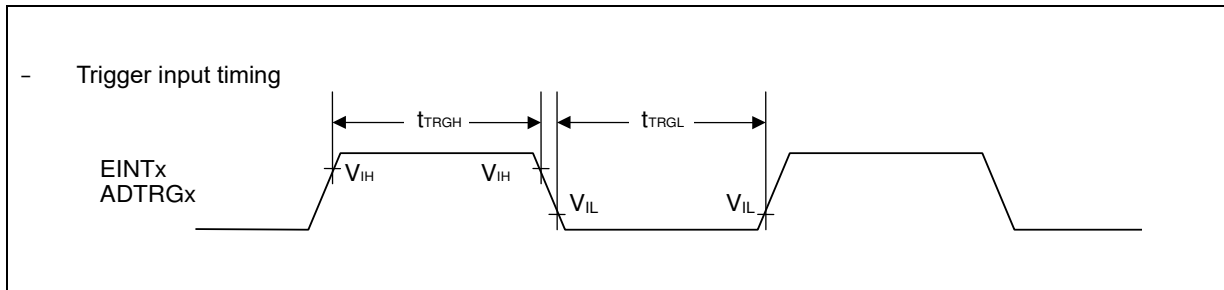 - Trigger input timing
tTRGH tTRGL
EINTx VIH VIH
ADTRGx
VIL VIL